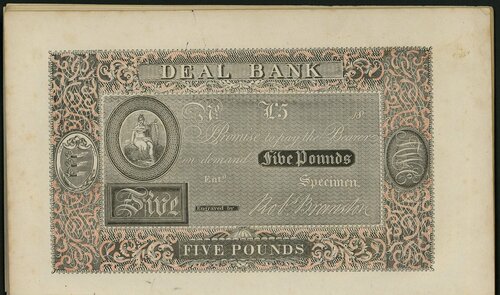 DEAL BANK
No £5 18
I Promise to pay the Bearer
on demand Five Pounds
Entd Specimen
Five Engraved by Robt Branston
FIVE POUNDS